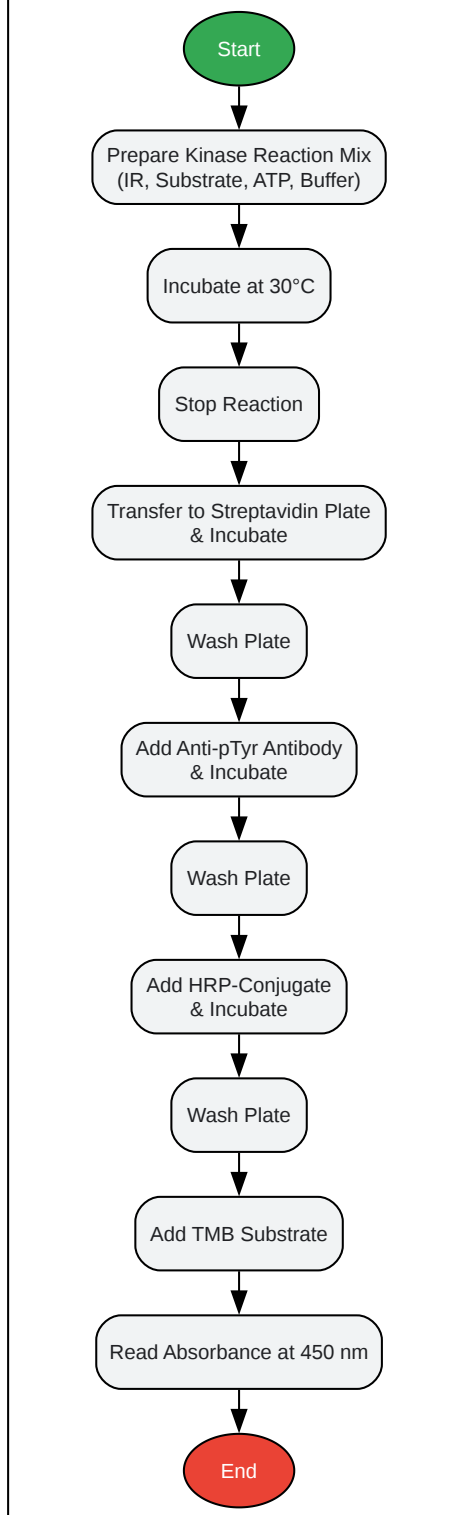 Start
Prepare Kinase Reaction Mix
(IR, Substrate, ATP, Buffer)
Incubate at 30°C
Stop Reaction
Transfer to Streptavidin Plate
& Incubate
Wash Plate
Add Anti-pTyr Antibody
& Incubate
Wash Plate
Add HRP-Conjugate
& Incubate
Wash Plate
Add TMB Substrate
Read Absorbance at 450 nm
End